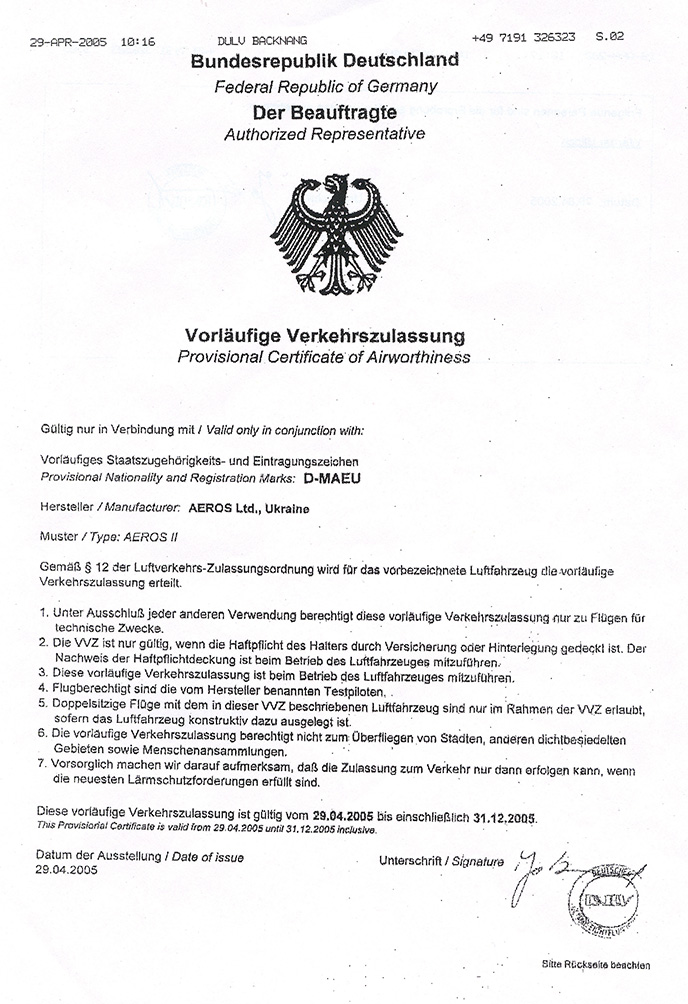 29-APR-2005 10:16 DULV BACKNANG +49 7191 326323 S.02
Bundesrepublik Deutschland
Federal Republic of Germany
Der Beauftragte
Authorized Representative
Vorläufige Verkehrszulassung
Provisional Certificate of Airworthiness
Gültig nur in Verbindung mit / Valid only in conjunction with:
Vorläufiges Staatszugehörigkeits- und Eintragungszeichen
Provisional Nationality and Registration Marks: D-MAEU
Hersteller / Manufacturer: AEROS Ltd., Ukraine
Muster / Type: AEROS II
Gemäß § 12 der Luftverkehrs-Zulassungsordnung wird für das vorbezeichnete Luftfahrzeug die vorläufige
Verkehrszulassung erteilt.
1. Unter Ausschluß jeder anderen Verwendung berechtigt diese vorläufige Verkehrszulassung nur zu Flügen für
technische Zwecke.
2. Die VVZ ist nur gültig, wenn die Haftpflicht des Halters durch Versicherung oder Hinterlegung gedeckt ist. Der
Nachweis der Haftpflichtdeckung ist beim Betrieb des Luftfahrzeuges mitzuführen.
3. Diese vorläufige Verkehrszulassung ist beim Betrieb des Luftfahrzeuges mitzuführen.
4. Flugberechtigt sind die vom Hersteller benannten Testpiloten.
5. Doppelsitzige Flüge mit dem in dieser VVZ beschriebenen Luftfahrzeug sind nur im Rahmen der VVZ erlaubt,
sofern das Luftfahrzeug konstruktiv dazu ausgelegt ist.
6. Die vorläufige Verkehrszulassung berechtigt nicht zum Überfliegen von Städten, anderen dichtbesiedelten
Gebieten sowie Menschenansammlungen.
7. Vorsorglich machen wir darauf aufmerksam, daß die Zulassung zum Verkehr nur dann erfolgen kann, wenn
die neuesten Lärmschutzforderungen erfüllt sind.
Diese vorläufige Verkehrszulassung ist gültig vom 29.04.2005 bis einschließlich 31.12.2005.
This Provisional Certificate is valid from 29.04.2005 until 31.12.2005 inclusive.
Datum der Ausstellung / Date of issue Unterschrift / Signature
29.04.2005
DEUTSCHER
Bitte Rückseite beachten